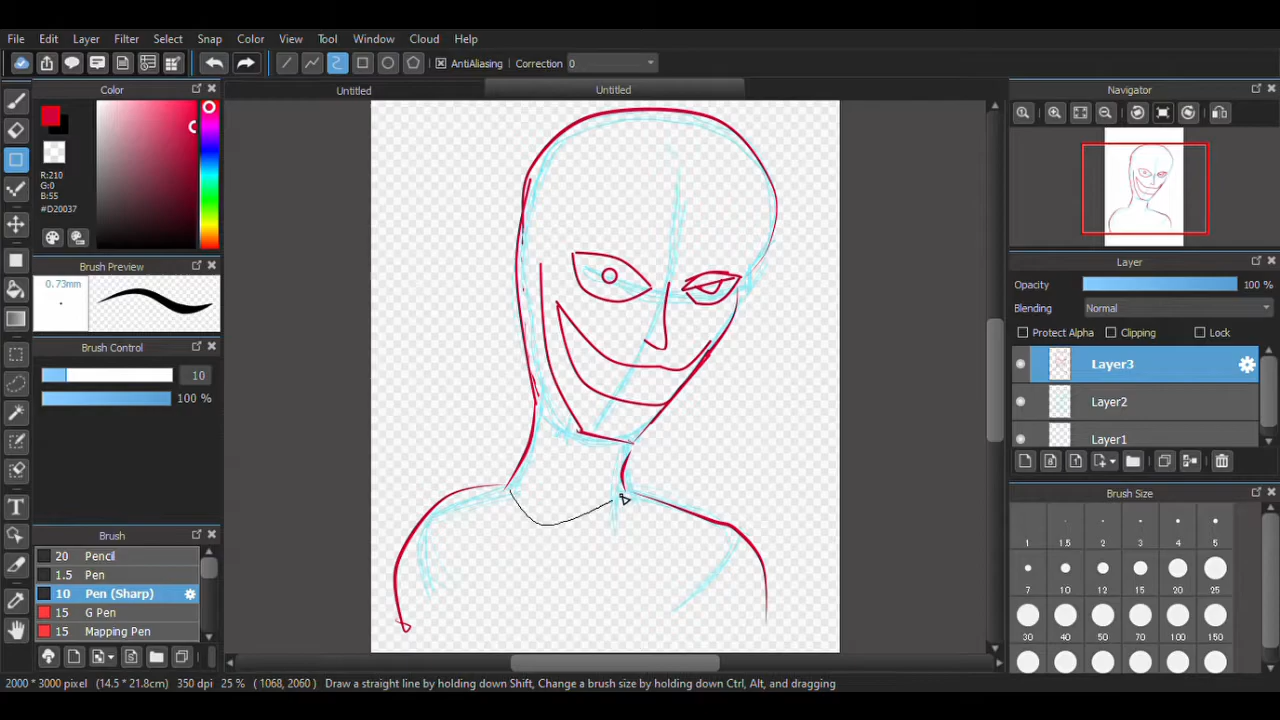 File Edit Layer Filter Select Snap Color View Tool Window Cloud Help
AntiAliasing Correction 0
Color
R:210
G:0
B:55
#D20037
Brush Preview
0.73mm
Brush Control
10
100 %
Brush
20 Pencil
1.5 Pen
10 Pen (Sharp)
15 G Pen
15 Mapping Pen
Untitled Untitled
Navigator
Layer
Opacity 100 %
Blending Normal
Protect Alpha Clipping Lock
Layer3
Layer2
Layer1
Brush Size
1 1.5 2 3 4 5
7 10 12 15 20 25
30 40 50 70 100 150
2000 * 3000 pixel (14.5 * 21.8cm) 350 dpi 25 % ( 1068, 2060 ) Draw a straight line by holding down Shift, Change a brush size by holding down Ctrl, Alt, and dragging